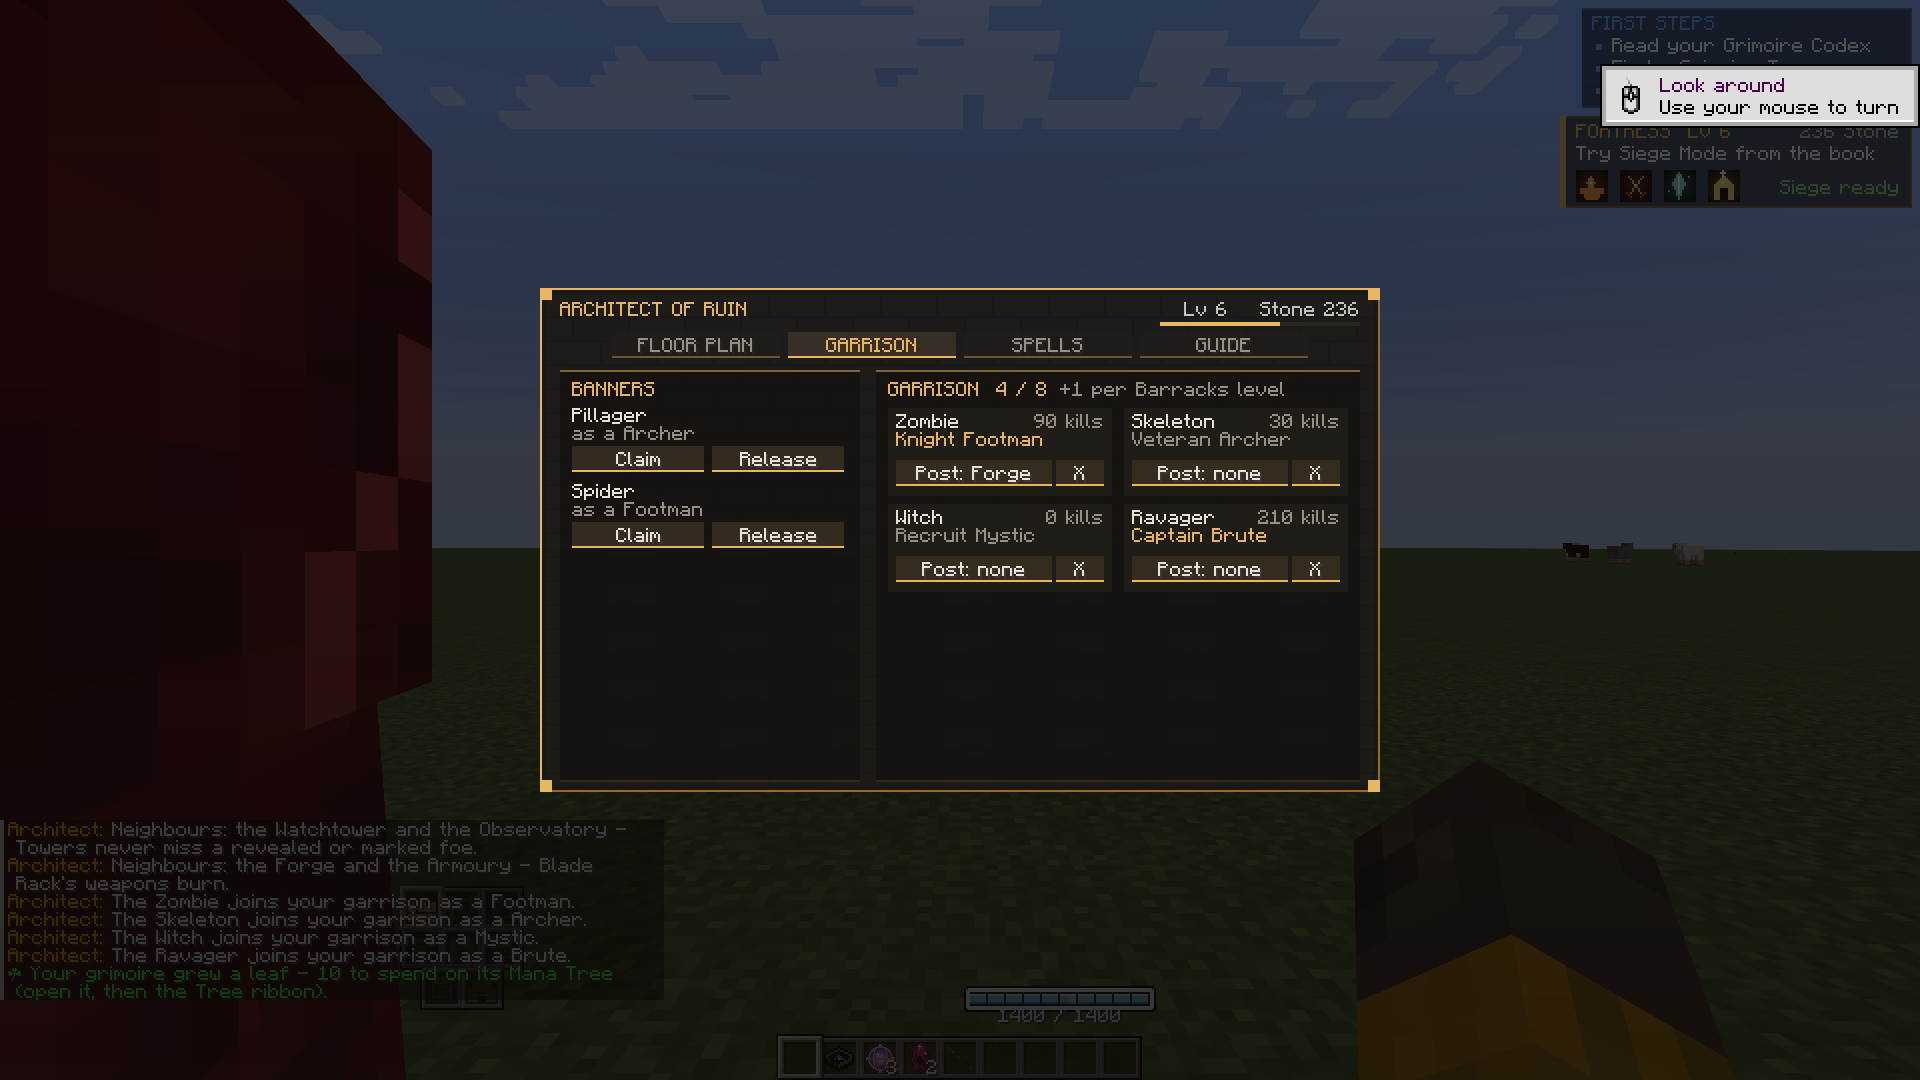 FIRST STEPS
Read your Grimoire Codex
Look around
Use your mouse to turn
FORTRESS Lv 6 236 Stone
Try Siege Mode from the book
Siege ready
ARCHITECT OF RUIN
Lv 6 Stone 236
FLOOR PLAN GARRISON SPELLS GUIDE
BANNERS
Pillager
as a Archer
Claim Release
Spider
as a Footman
Claim Release
GARRISON 4 / 8 +1 per Barracks level
Zombie 90 kills
Knight Footman
Post: Forge X
Skeleton 30 kills
Veteran Archer
Post: none X
Witch 0 kills
Recruit Mystic
Post: none X
Ravager 210 kills
Captain Brute
Post: none X
Architect: Neighbours: the Watchtower and the Observatory –
Towers never miss a revealed or marked foe.
Architect: Neighbours: the Forge and the Armoury – Blade
Rack's weapons burn.
Architect: The Zombie joins your garrison as a Footman.
Architect: The Skeleton joins your garrison as a Archer.
Architect: The Witch joins your garrison as a Mystic.
Architect: The Ravager joins your garrison as a Brute.
Your grimoire grew a leaf – 10 to spend on its Mana Tree
(open it, then the Tree ribbon).
1400 / 1400
3
2